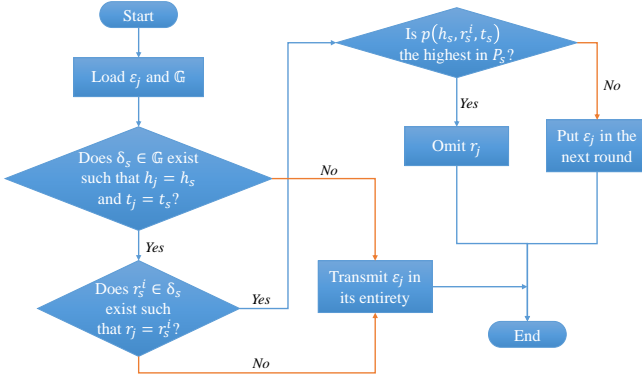 Start
Load ε_j and 𝔾
Does δ_s ∈ 𝔾 exist
such that h_j = h_s
and t_j = t_s?
Yes
No
Does r_s^i ∈ δ_s
exist such
that r_j = r_s^i?
Yes
No
Is p(h_s, r_s^i, t_s)
the highest in P_s?
Yes
No
Omit r_j
Put ε_j in the
next round
Transmit ε_j in
its entirety
End